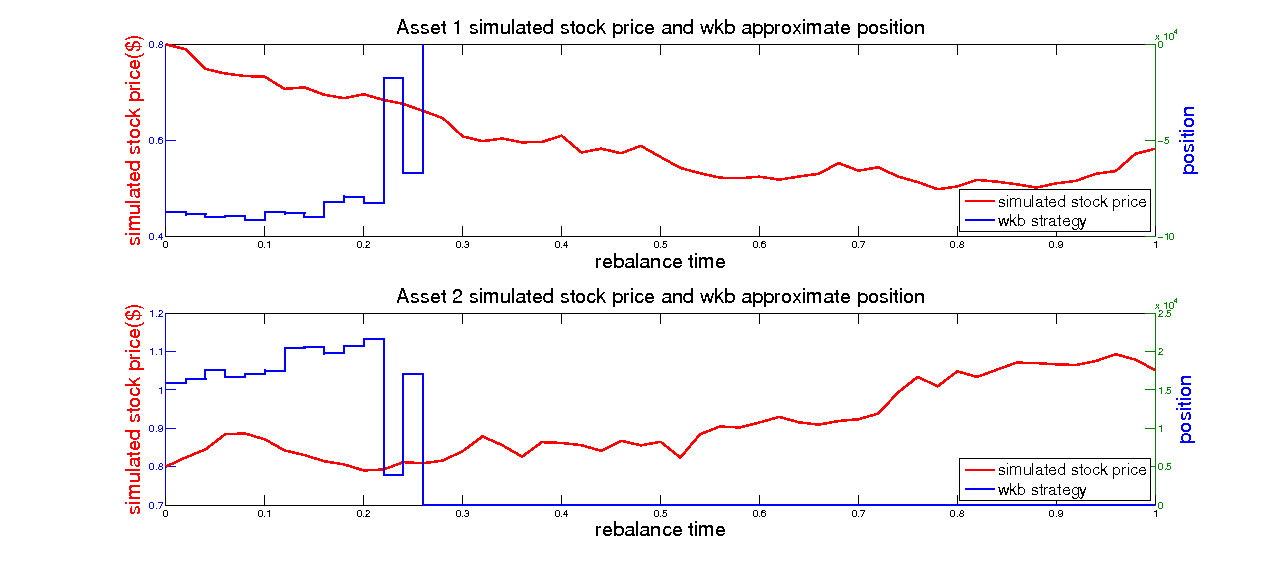 Asset 1 simulated stock price and wkb approximate position
x 10^4
simulated stock price($)
0.8
0.6
0.4
0
-5
-10
position
simulated stock price
wkb strategy
0 0.1 0.2 0.3 0.4 0.5 0.6 0.7 0.8 0.9 1
rebalance time
Asset 2 simulated stock price and wkb approximate position
x 10^4
simulated stock price($)
1.2
1.1
1
0.9
0.8
0.7
2.5
2
1.5
1
0.5
0
position
simulated stock price
wkb strategy
0 0.1 0.2 0.3 0.4 0.5 0.6 0.7 0.8 0.9 1
rebalance time